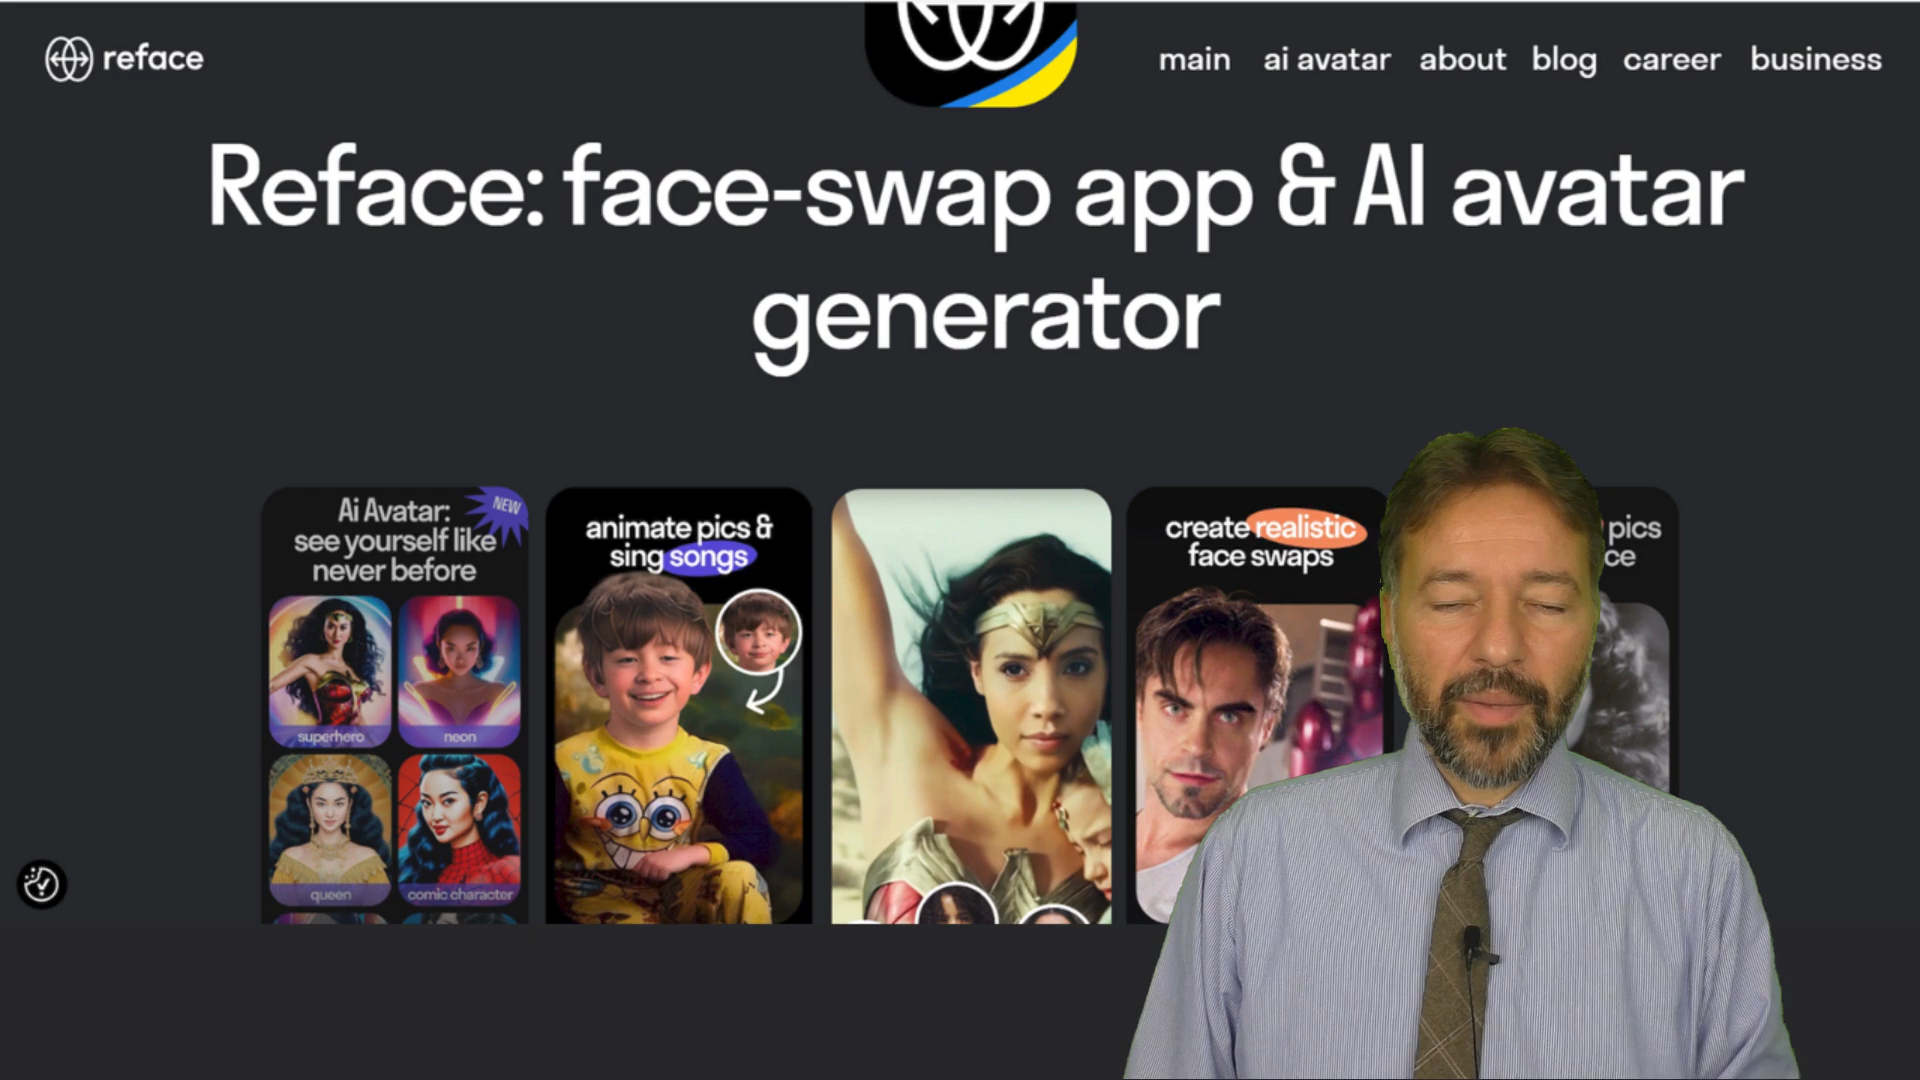 reface
main ai avatar about blog career business
Reface: face-swap app & AI avatar
generator
Ai Avatar:
see yourself like
never before
NEW
superhero
neon
queen
comic character
animate pics &
sing songs
create realistic
face swaps
pics
ce